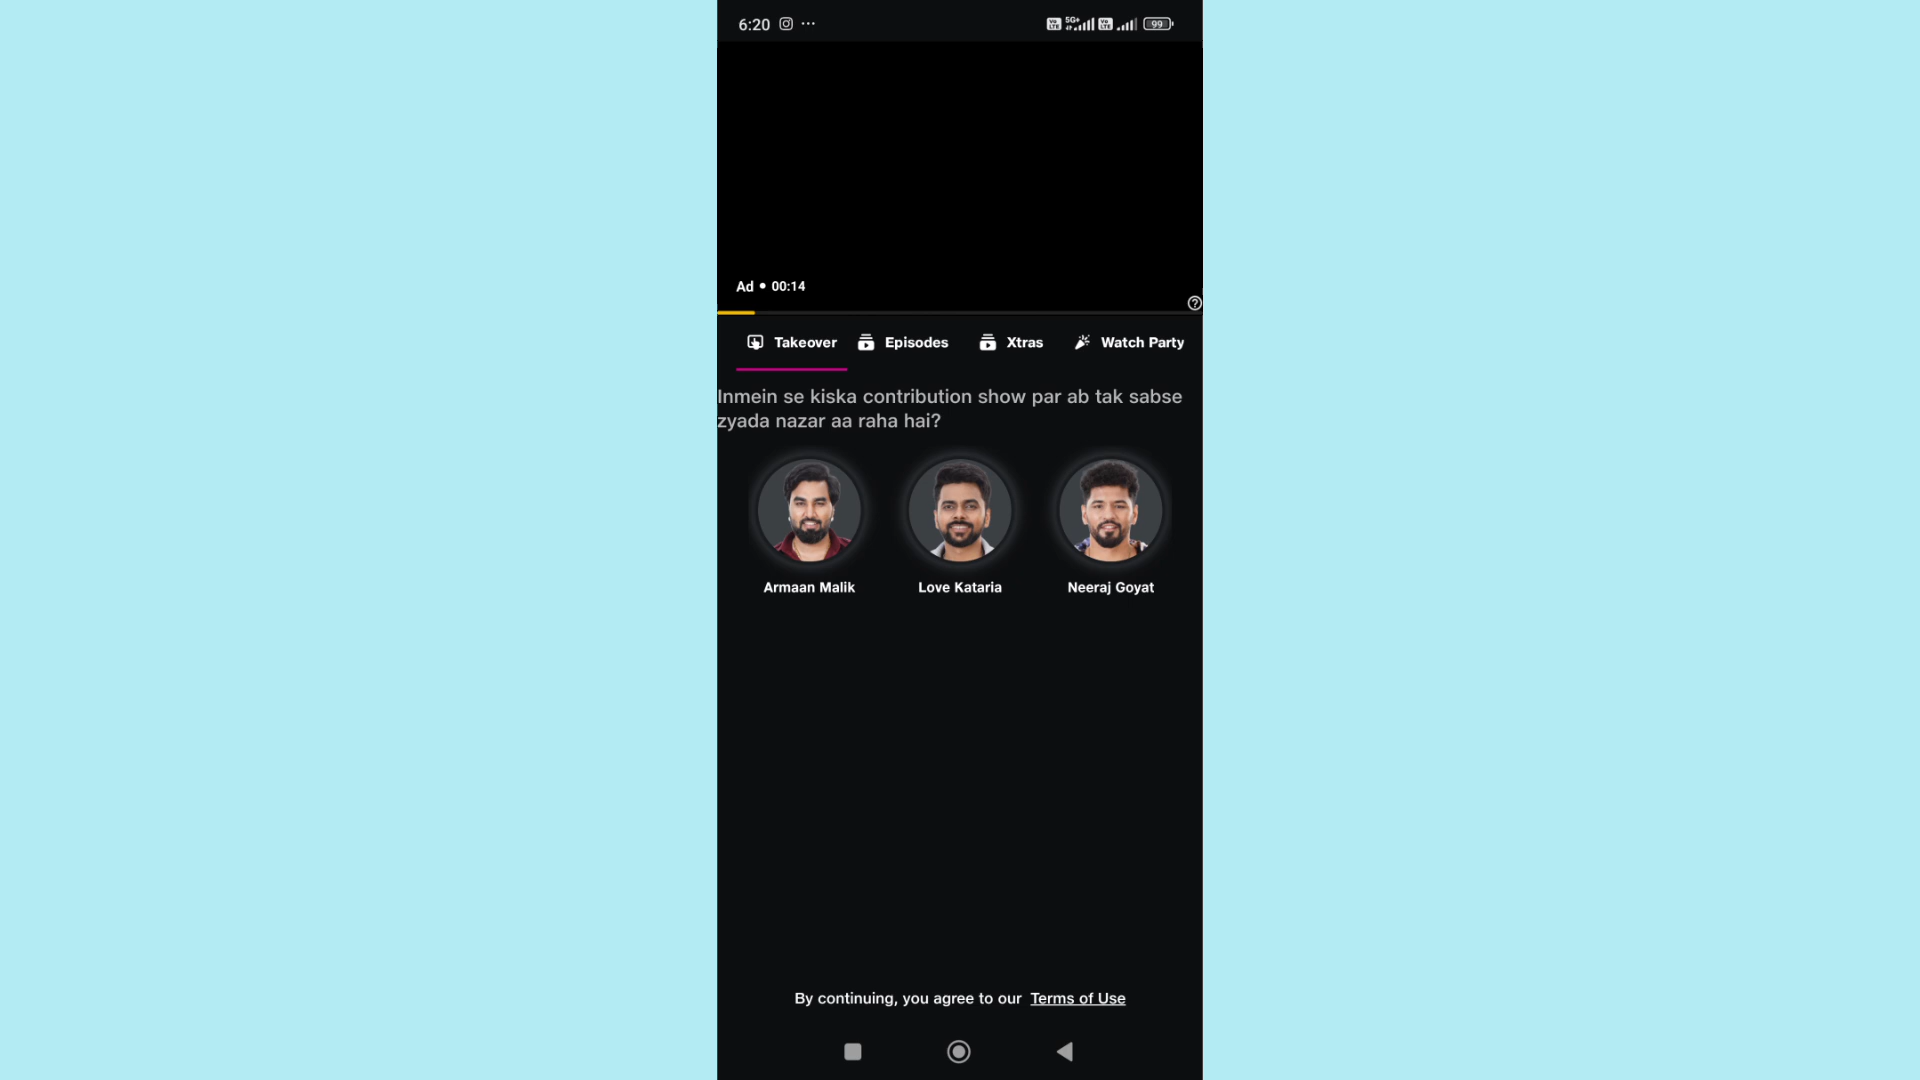 6:20
5G+
99
Ad • 00:14
Takeover
Episodes
Xtras
Watch Party
Inmein se kiska contribution show par ab tak sabse
zyada nazar aa raha hai?
Armaan Malik
Love Kataria
Neeraj Goyat
By continuing, you agree to our Terms of Use